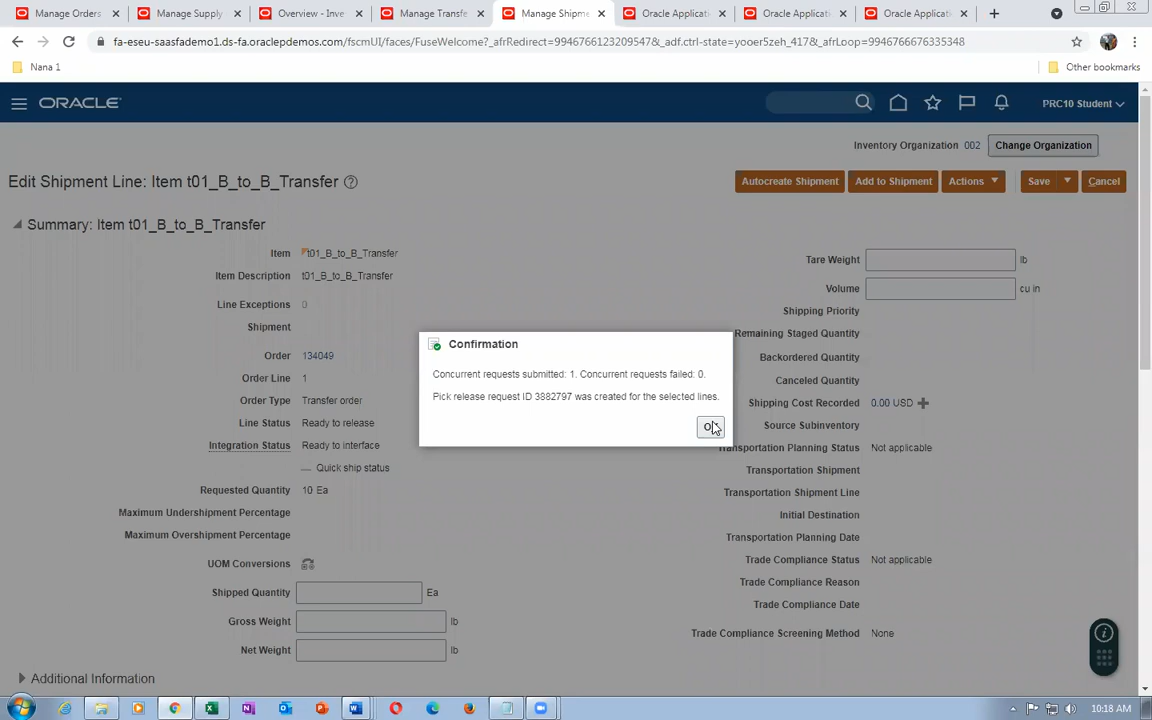 Manage Orders
Manage Supply
Overview - Inve
Manage Transfe
Manage Shipme
Oracle Applicati
Oracle Applicati
Oracle Applicati
fa-eseu-saasfademo1.ds-fa.oraclepdemos.com/fscmUI/faces/FuseWelcome?_afrRedirect=9946766123209547&_adf.ctrl-state=yooer5zeh_417&_afrLoop=9946766676335348
Nana 1
Other bookmarks
ORACLE
PRC10 Student
Inventory Organization 002 Change Organization
Edit Shipment Line: Item t01_B_to_B_Transfer
Autocreate Shipment Add to Shipment Actions Save Cancel
Summary: Item t01_B_to_B_Transfer
Item t01_B_to_B_Transfer
Item Description t01_B_to_B_Transfer
Line Exceptions 0
Shipment
Order 134049
Order Line 1
Order Type Transfer order
Line Status Ready to release
Integration Status Ready to interface
Quick ship status
Requested Quantity 10 Ea
Maximum Undershipment Percentage
Maximum Overshipment Percentage
UOM Conversions
Shipped Quantity Ea
Gross Weight lb
Net Weight lb
Tare Weight lb
Volume cu in
Shipping Priority
Remaining Staged Quantity
Backordered Quantity
Canceled Quantity
Shipping Cost Recorded 0.00 USD
Source Subinventory
Transportation Planning Status Not applicable
Transportation Shipment
Transportation Shipment Line
Initial Destination
Transportation Planning Date
Trade Compliance Status Not applicable
Trade Compliance Reason
Trade Compliance Date
Trade Compliance Screening Method None
Confirmation
Concurrent requests submitted: 1. Concurrent requests failed: 0.
Pick release request ID 3882797 was created for the selected lines.
Additional Information
10:18 AM